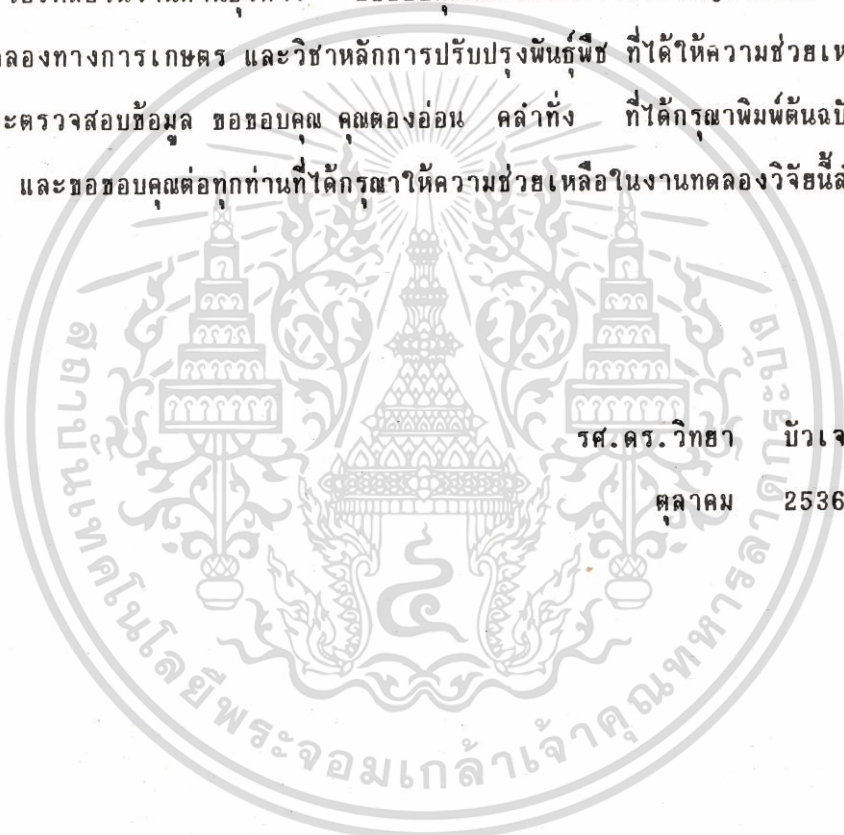 คลองทางการเกษตร และวิชาหลักการปรับปรุงพันธุ์พืช ที่ได้ให้ความช่วยเห
ะตรวจสอบข้อมูล ขอขอบคุณ คุณตองอ่อน คลำทั่ง ที่ได้กรุณาพิมพ์ต้นฉบั
และขอขอบคุณต่อทุกท่านที่ได้กรุณาให้ความช่วยเหลือในงานทดลองวิจัยนี้สํ
รศ.ดร.วิทยา บัวเจ
ตุลาคม 2536
สถาบันเทคโนโลยีพระจอมเกล้าเจ้าคุณทหารลาดกระบัง